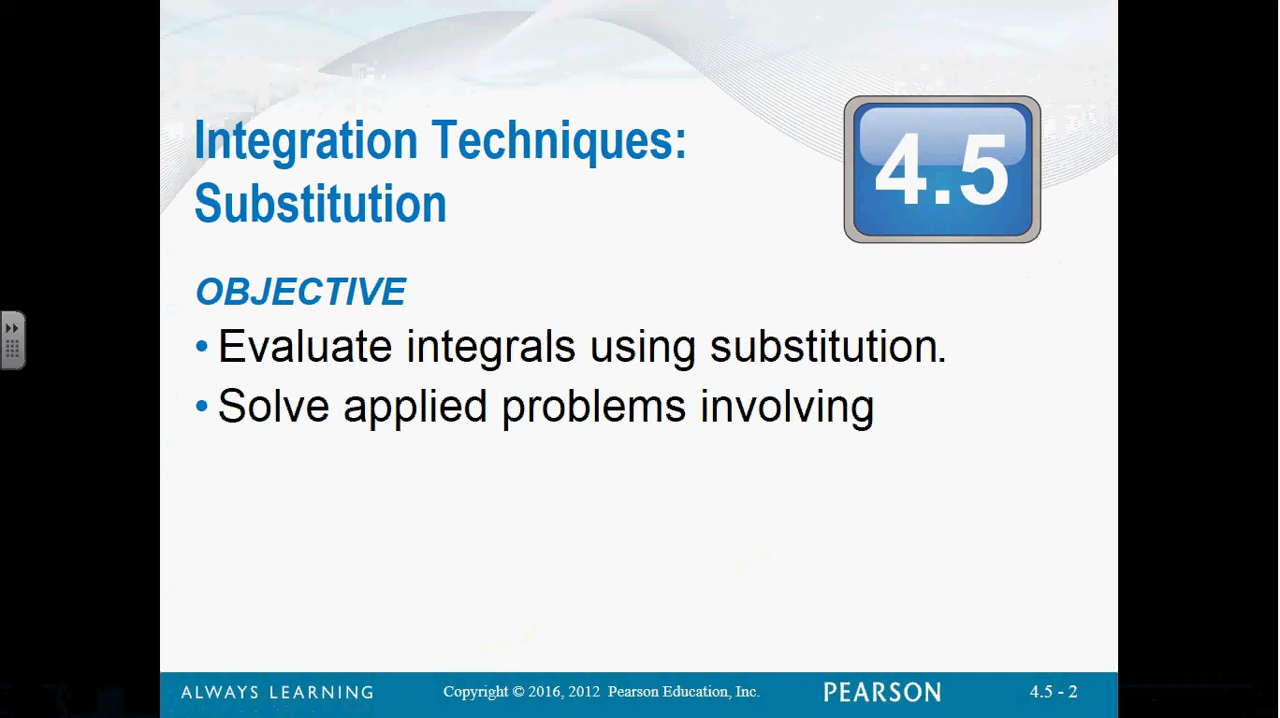 Integration Techniques:
Substitution
4.5
OBJECTIVE
• Evaluate integrals using substitution.
• Solve applied problems involving
ALWAYS LEARNING
Copyright © 2016, 2012 Pearson Education, Inc.
PEARSON
4.5 - 2